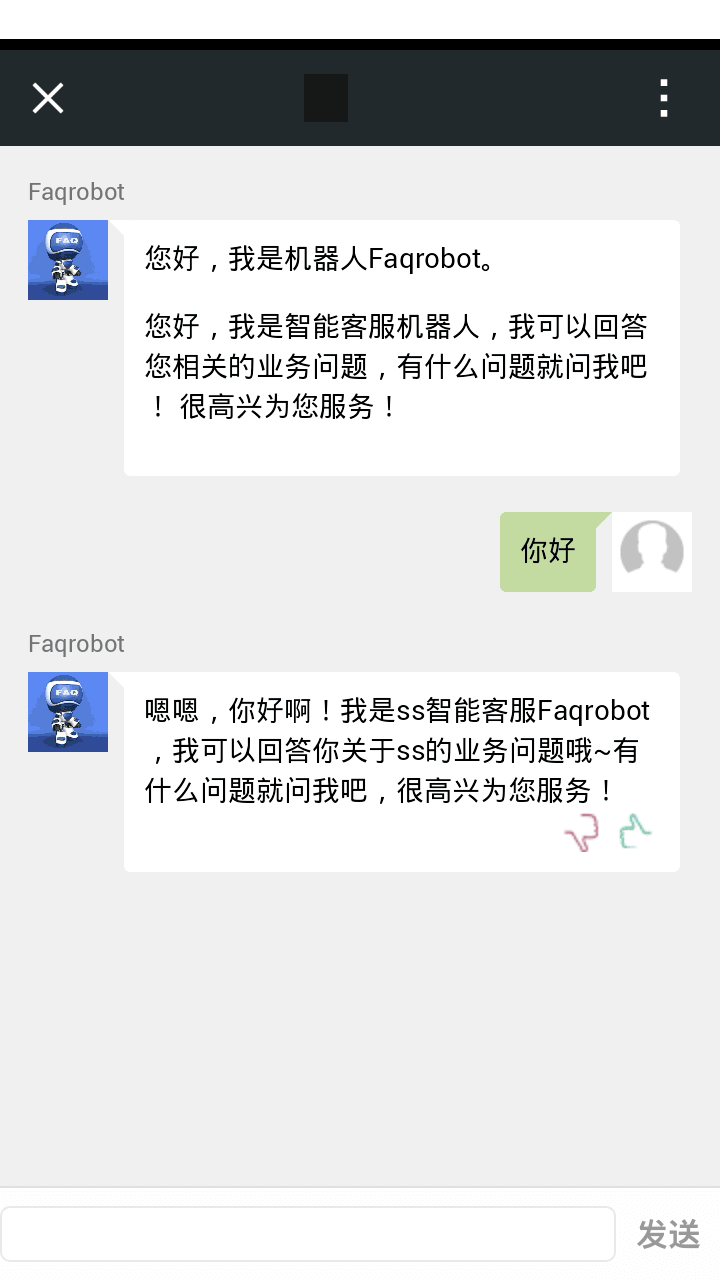 Faqrobot
FAQ
您好，我是机器人Faqrobot。
您好，我是智能客服机器人，我可以回答
您相关的业务问题，有什么问题就问我吧
！ 很高兴为您服务！
你好
Faqrobot
FAQ
嗯嗯，你好啊！我是ss智能客服Faqrobot
，我可以回答你关于ss的业务问题哦~有
什么问题就问我吧，很高兴为您服务！
发送